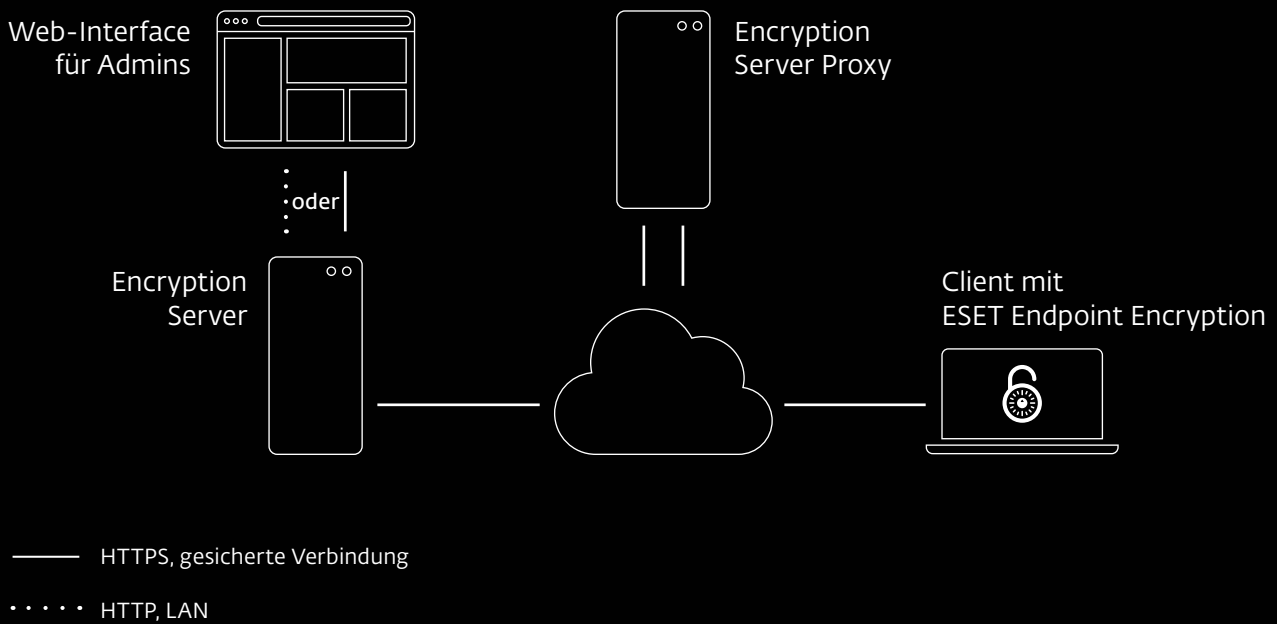 Web-Interface
für Admins
Encryption
Server Proxy
oder
Encryption
Server
Client mit
ESET Endpoint Encryption
HTTPS, gesicherte Verbindung
HTTP, LAN